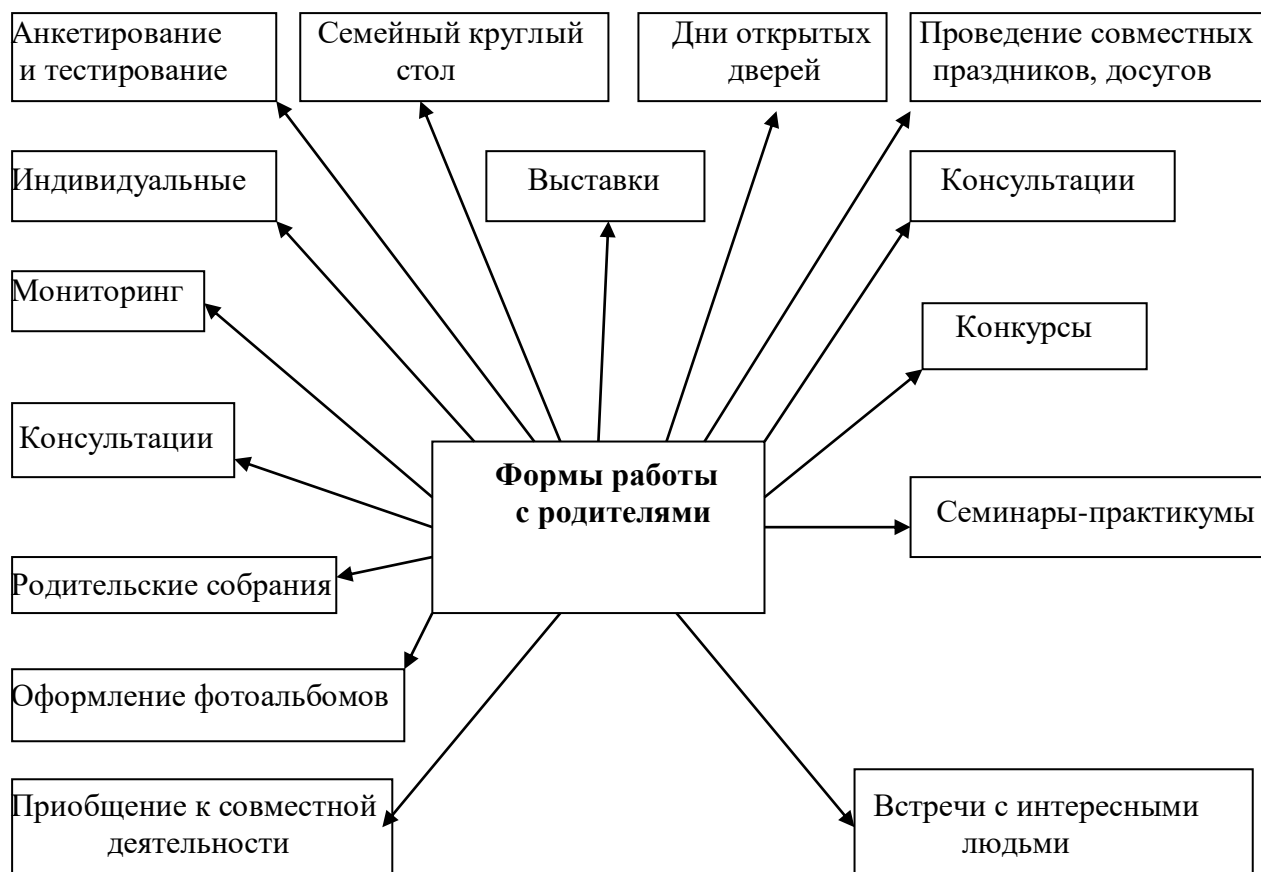 Анкетирование
и тестирование
Семейный круглый
стол
Дни открытых
дверей
Проведение совместных
праздников, досугов
Индивидуальные
Выставки
Консультации
Мониторинг
Конкурсы
Консультации
Формы работы
с родителями
Семинары-практикумы
Родительские собрания
Оформление фотоальбомов
Приобщение к совместной
деятельности
Встречи с интересными
людьми